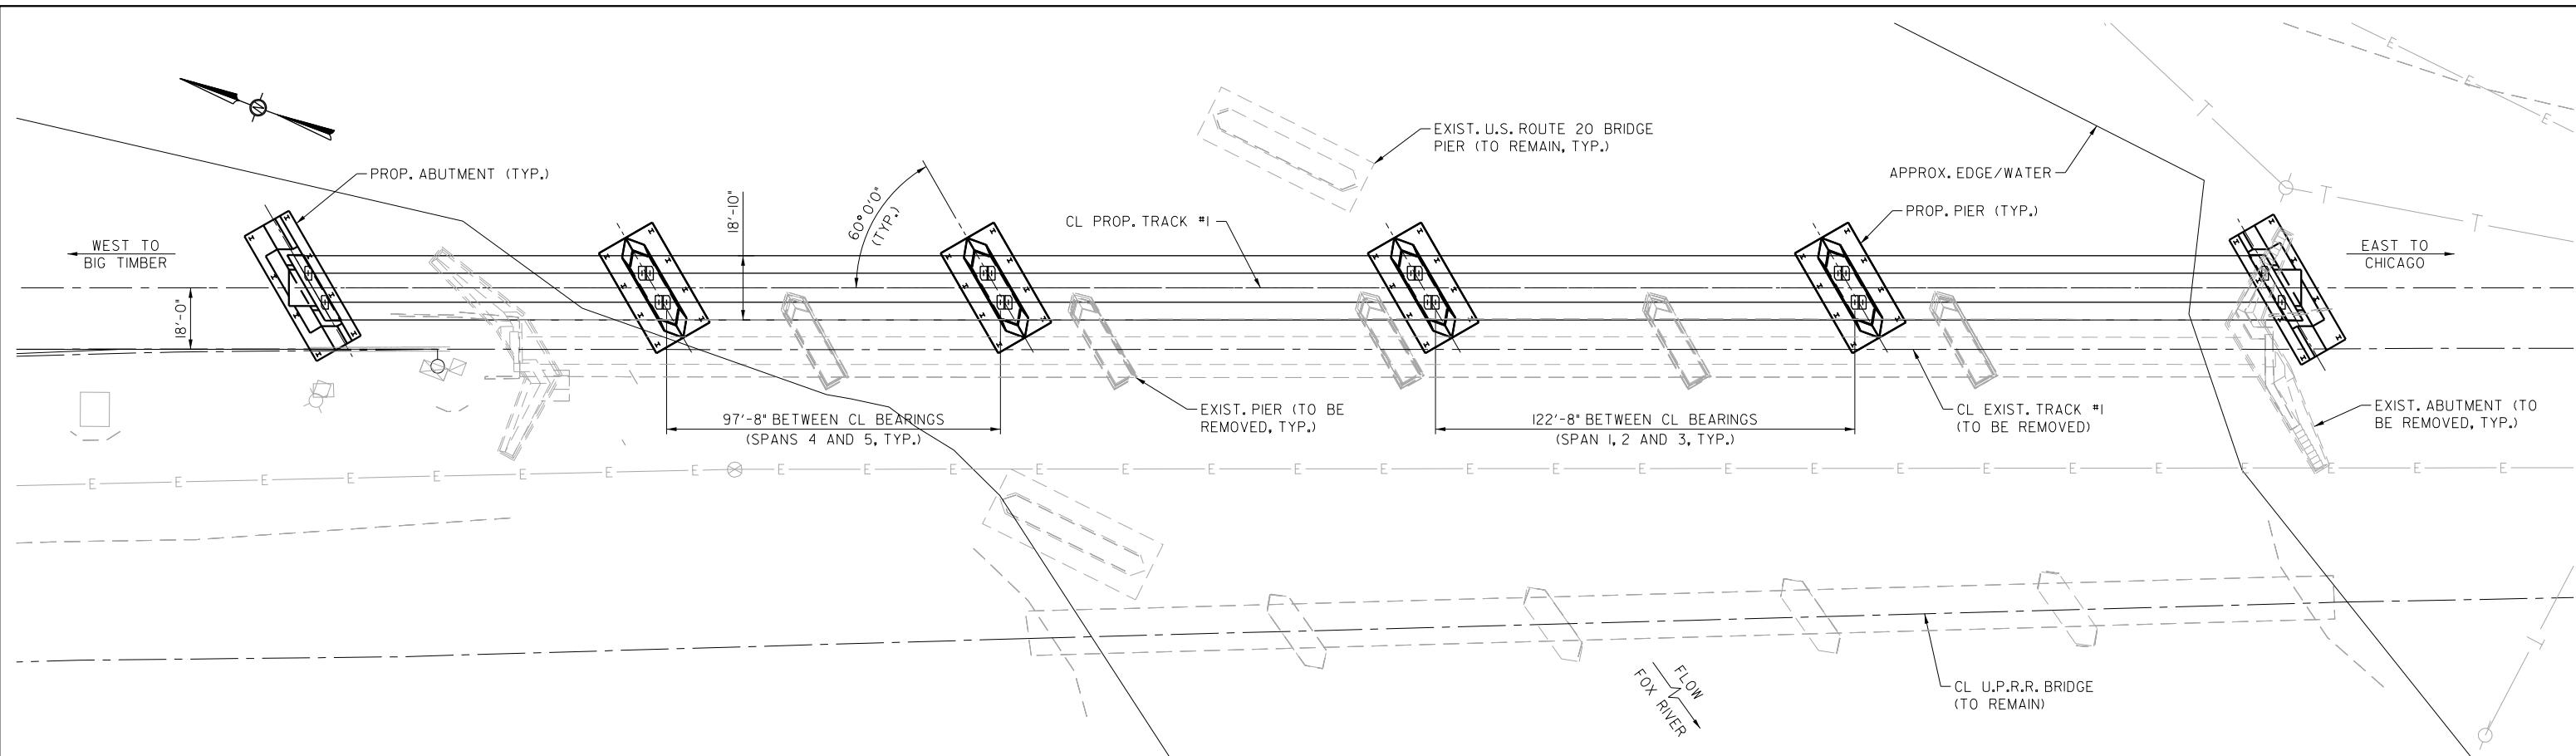 EXIST. U.S. ROUTE 20 BRIDGE
PIER (TO REMAIN, TYP.)
N
PROP. ABUTMENT (TYP.)
APPROX. EDGE/WATER
18'-10"
60°0'0"
(TYP.)
CL PROP. TRACK #1
PROP. PIER (TYP.)
WEST TO
BIG TIMBER
EAST TO
CHICAGO
18'-0"
97'-8" BETWEEN CL BEARINGS
(SPANS 4 AND 5, TYP.)
EXIST. PIER (TO BE
REMOVED, TYP.)
122'-8" BETWEEN CL BEARINGS
(SPAN 1, 2 AND 3, TYP.)
CL EXIST. TRACK #1
(TO BE REMOVED)
EXIST. ABUTMENT (TO
BE REMOVED, TYP.)
E E E E E E E E E E E E E E E E E E E E E E E E E E E E
E
E
E
T
T
T
T
FLOW
FOX RIVER
CL U.P.R.R. BRIDGE
(TO REMAIN)